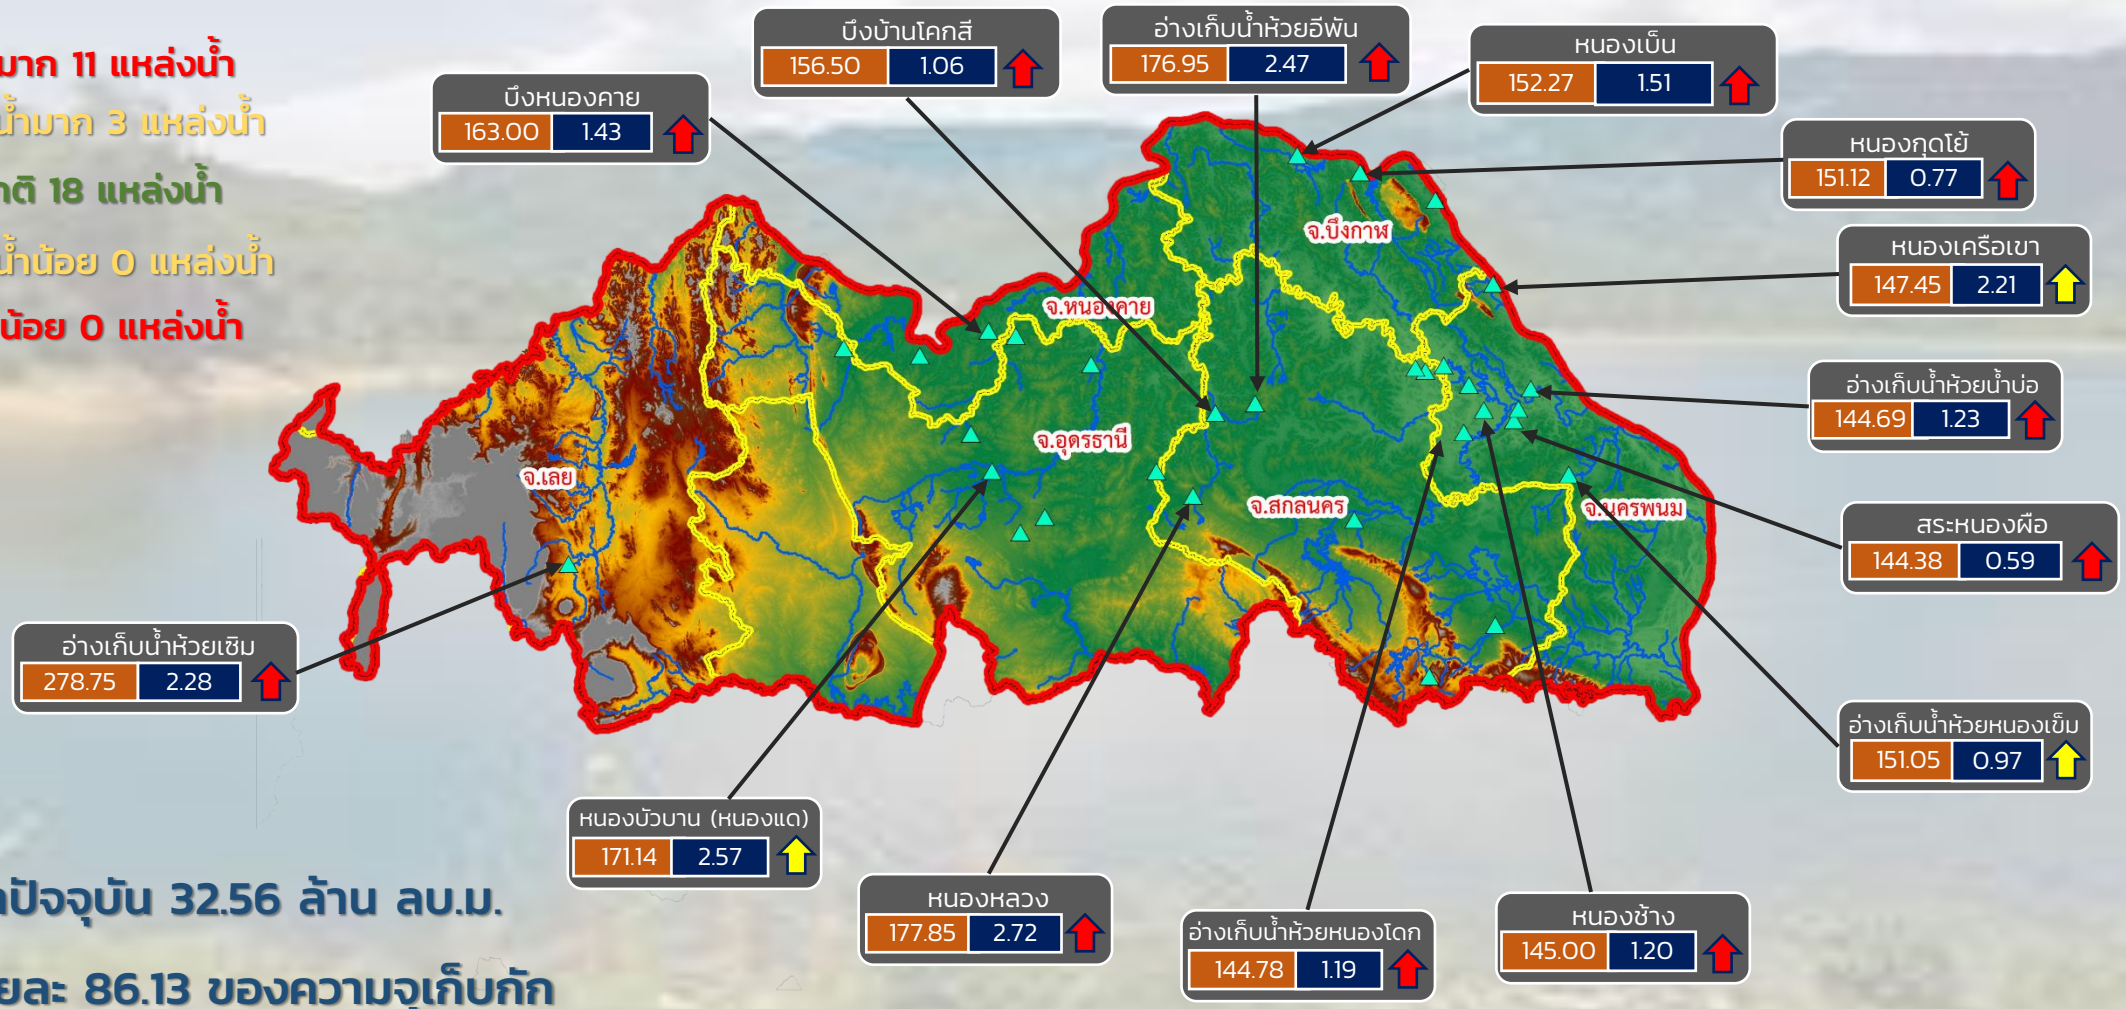 มาก 11 แหล่งน้ำ
น้ำมาก 3 แหล่งน้ำ
18 แหล่งน้ำ
น้ำน้อย 0 แหล่งน้ำ
น้อย 0 แหล่งน้ำ
บึงหนองคาย
163.00 1.43
บึงบ้านโคกสี
156.50 1.06
อ่างเก็บน้ำห้วยอีพัน
176.95 2.47
หนองเบ็น
152.27 1.51
หนองกุดโย้
151.12 0.77
หนองเครือเขา
147.45 2.21
อ่างเก็บน้ำห้วยน้ำบ่อ
144.69 1.23
สระหนองผือ
144.38 0.59
อ่างเก็บน้ำห้วยหนองเข็ม
151.05 0.97
จ.บึงกาฬ
จ.หนองคาย
จ.อุดรธานี
จ.เลย
จ.สกลนคร
จ.นครพนม
อ่างเก็บน้ำห้วยเซิม
278.75 2.28
หนองบัวบาน (หนองแด)
171.14 2.57
หนองหลวง
177.85 2.72
อ่างเก็บน้ำห้วยหนองโดก
144.78 1.19
หนองช้าง
145.00 1.20
ปัจจุบัน 32.56 ล้าน ลบ.ม.
ยละ 86.13 ของความจุเก็บกัก